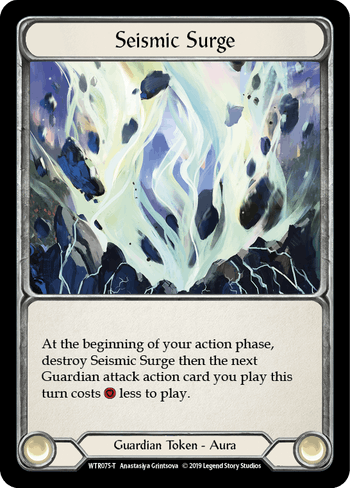 Seismic Surge
At the beginning of your action phase,
destroy Seismic Surge then the next
Guardian attack action card you play this
turn costs less to play.
Guardian Token - Aura
WTR075-T Anastasiya Grintsova © 2019 Legend Story Studios